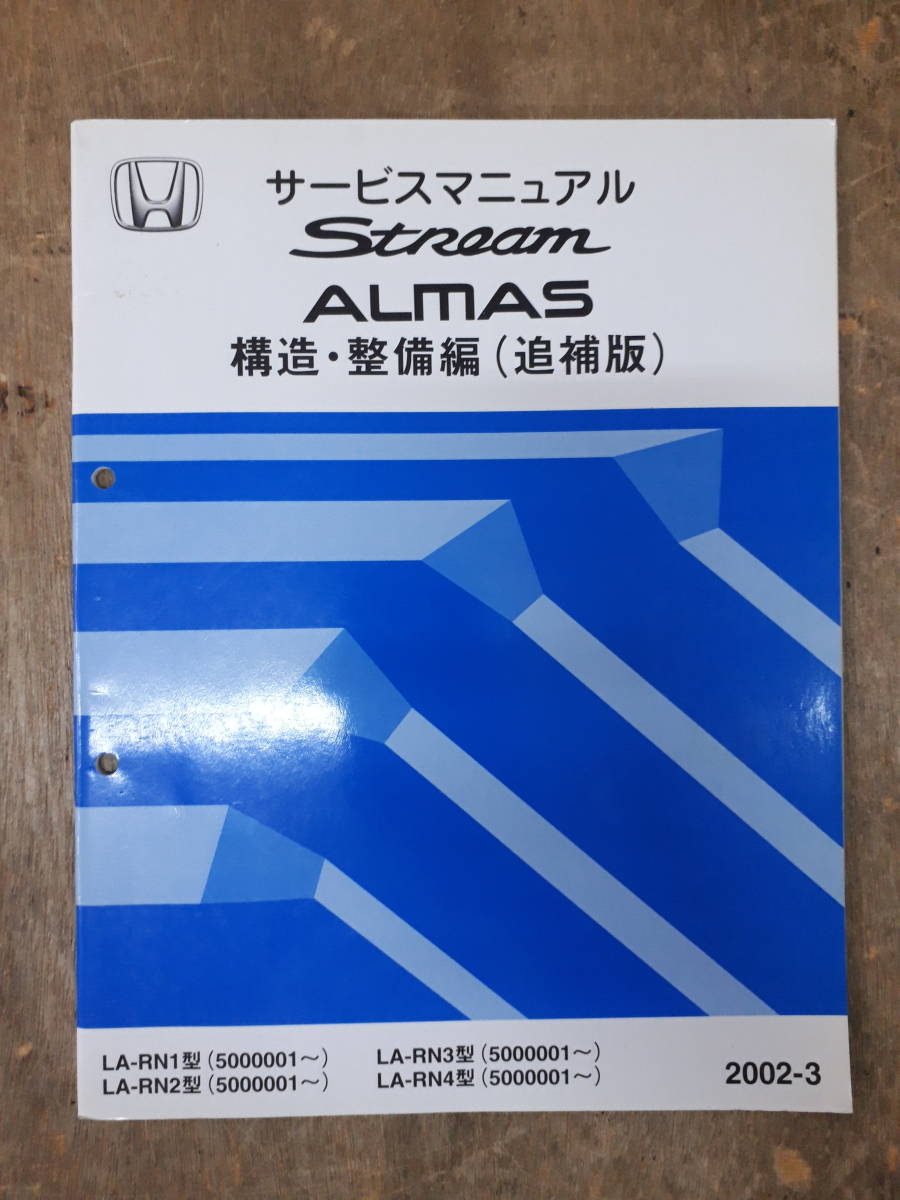 サービスマニュアル
Stream
ALMAS
構造・整備編（追補版）
LA-RN1型（5000001〜）
LA-RN2型（5000001〜）
LA-RN3型（5000001〜）
LA-RN4型（5000001〜）
2002-3